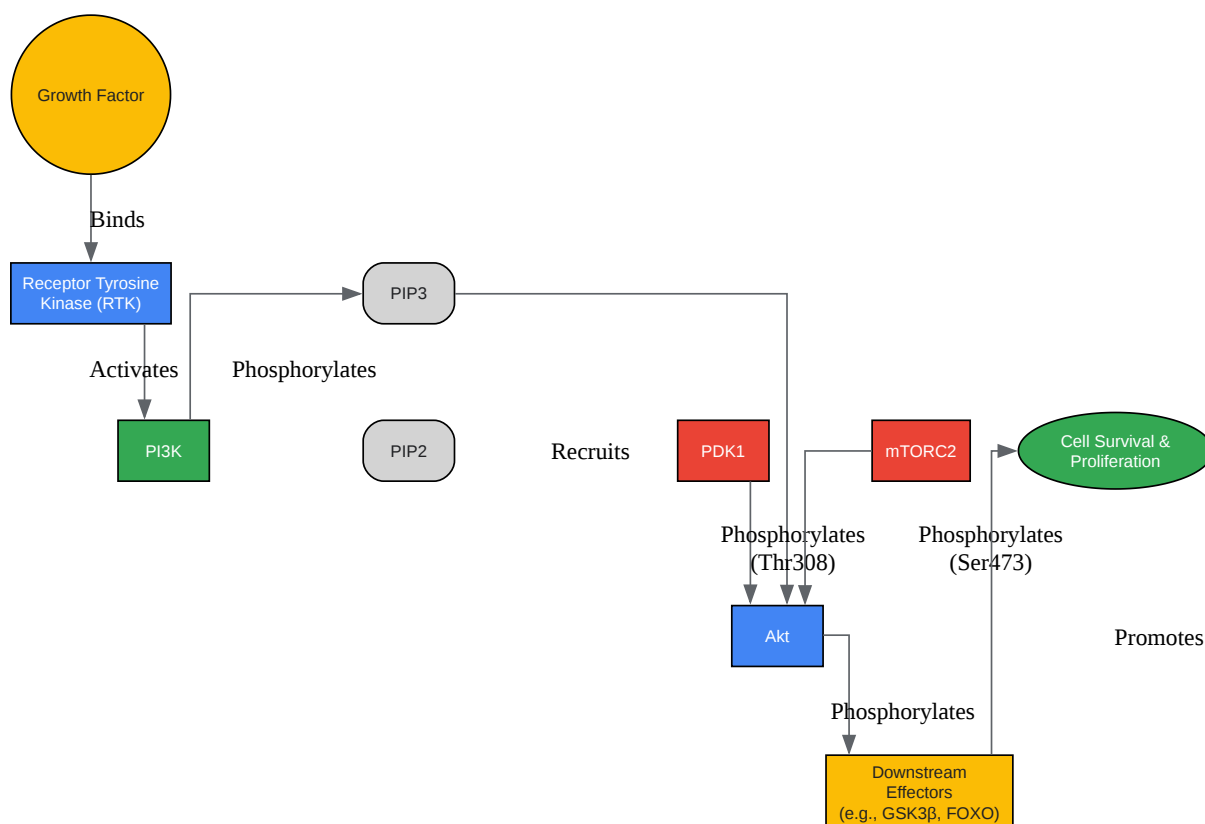 Growth Factor
Binds
Receptor Tyrosine
Kinase (RTK)
PIP3
Activates
Phosphorylates
PI3K
PIP2
Recruits
PDK1
mTORC2
Cell Survival &
Proliferation
Phosphorylates
(Thr308)
Phosphorylates
(Ser473)
Akt
Promotes
Phosphorylates
Downstream
Effectors
(e.g., GSK3β, FOXO)